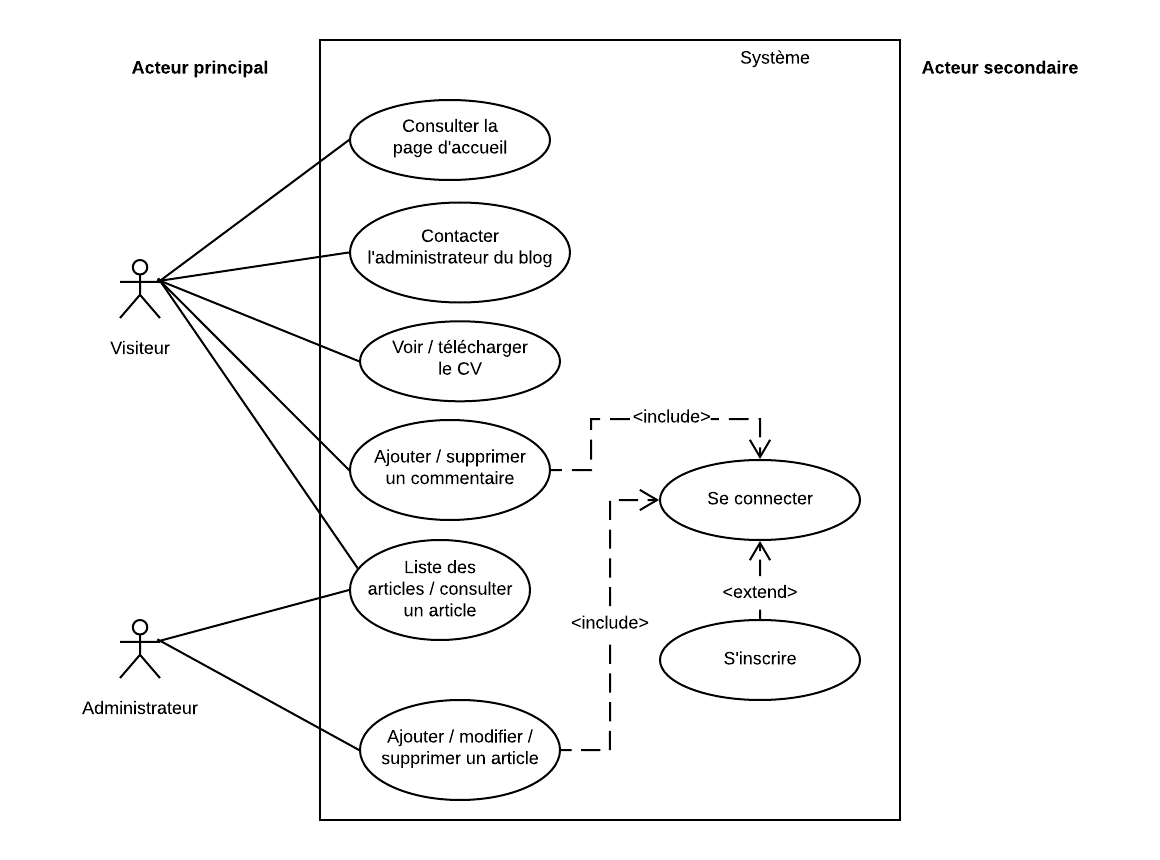 Système
Acteur principal
Acteur secondaire
Consulter la
page d'accueil
Contacter
l'administrateur du blog
Visiteur
Voir / télécharger
le CV
<include>
Ajouter / supprimer
un commentaire
Se connecter
Liste des
articles / consulter
un article
<extend>
<include>
S'inscrire
Administrateur
Ajouter / modifier /
supprimer un article